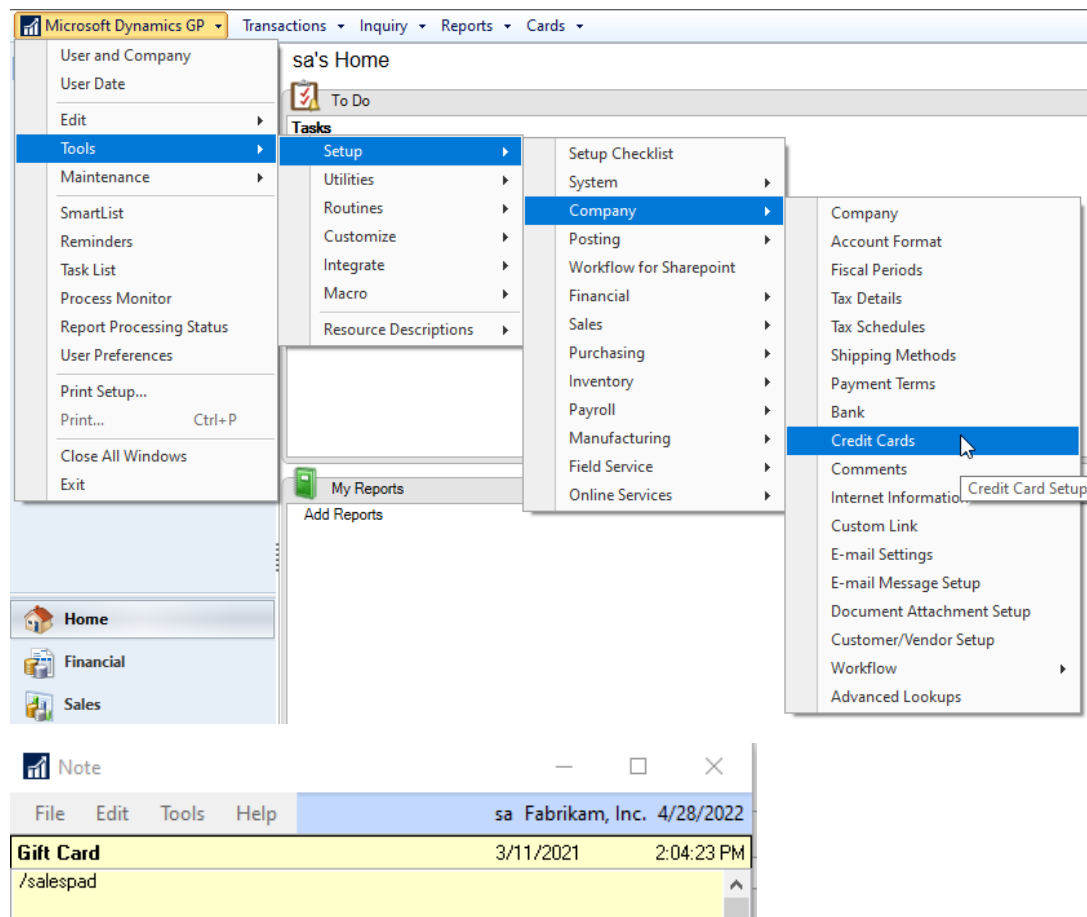 Microsoft Dynamics GP Transactions Inquiry Reports Cards
User and Company
User Date
Edit
Tools
Maintenance
SmartList
Reminders
Task List
Process Monitor
Report Processing Status
User Preferences
Print Setup...
Print... Ctrl+P
Close All Windows
Exit
sa's Home
To Do
Tasks
Setup
Utilities
Routines
Customize
Integrate
Macro
Resource Descriptions
Setup Checklist
System
Company
Posting
Workflow for Sharepoint
Financial
Sales
Purchasing
Inventory
Payroll
Manufacturing
Field Service
Online Services
Company
Account Format
Fiscal Periods
Tax Details
Tax Schedules
Shipping Methods
Payment Terms
Bank
Credit Cards
Comments
Internet Informatio
Credit Card Setup
Custom Link
E-mail Settings
E-mail Message Setup
Document Attachment Setup
Customer/Vendor Setup
Workflow
Advanced Lookups
My Reports
Add Reports
Home
Financial
Sales
Note
File Edit Tools Help sa Fabrikam, Inc. 4/28/2022
Gift Card 3/11/2021 2:04:23 PM
/salespad